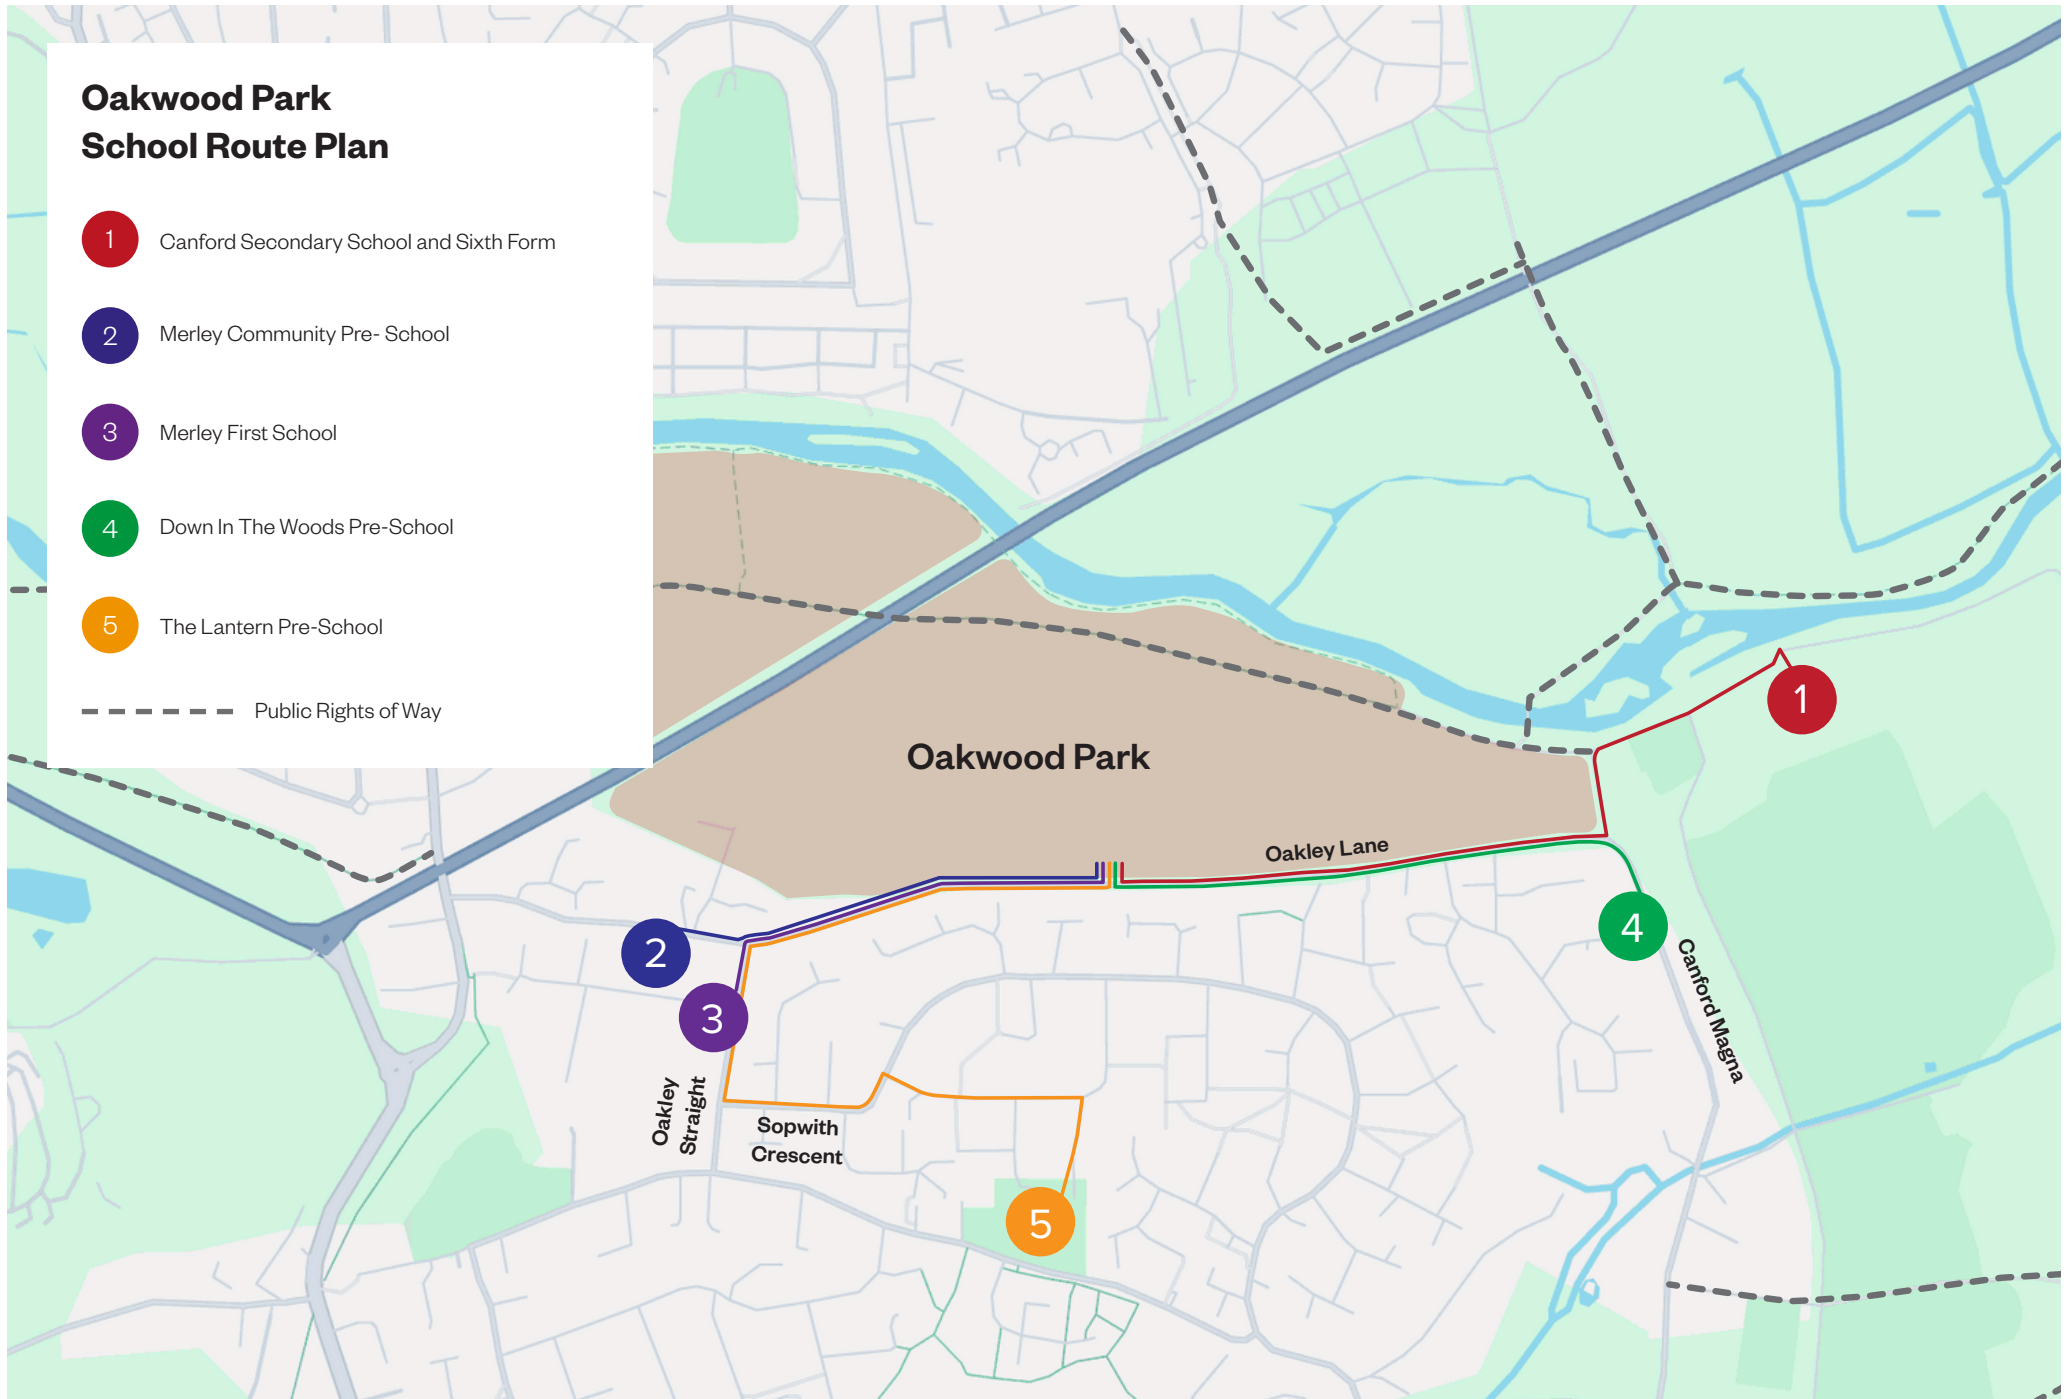 Oakwood Park
School Route Plan
1
Canford Secondary School and Sixth Form
2
Merley Community Pre- School
3
Merley First School
4
Down In The Woods Pre-School
5
The Lantern Pre-School
Public Rights of Way
1
Oakwood Park
Oakley Lane
2
4
3
Canford Magna
Oakley
Straight
Sopwith
Crescent
5